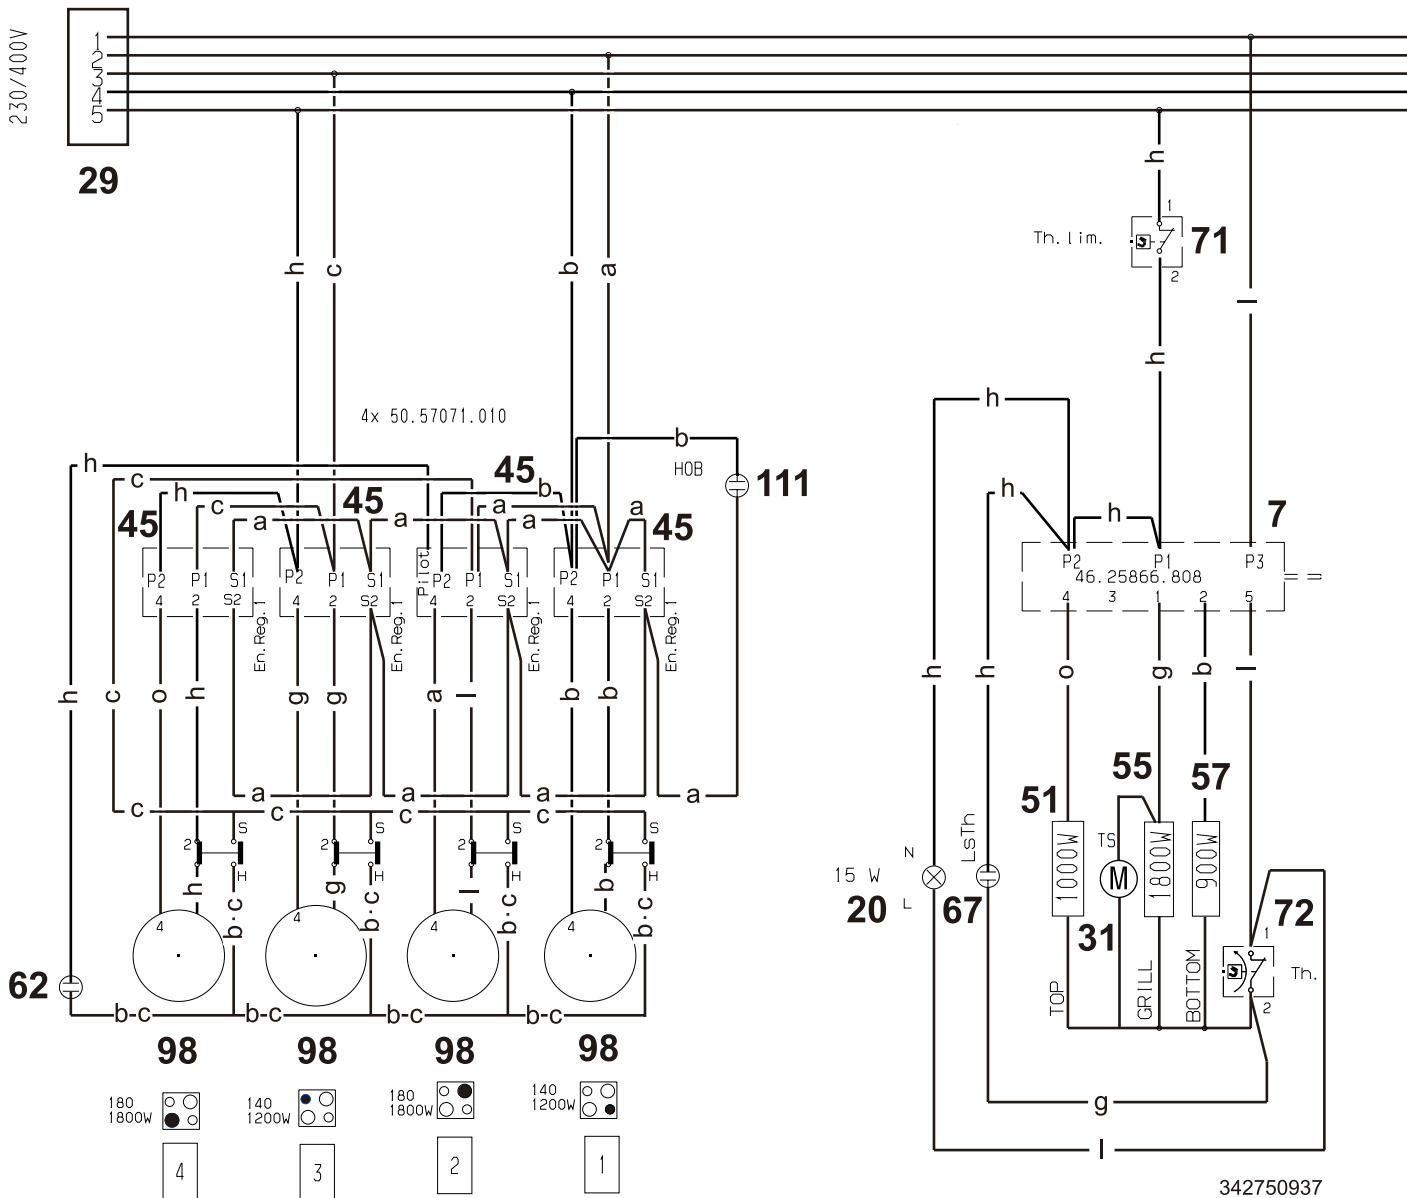 230/400V
1
2
3
4
5
29
h
c
b
a
h
Th. lim.
1
71
2
l
h
4x 50.57071.010
h
b
HOB
111
h
c
45
h
b
h
7
h
c
45
a
a
a
a
h
45
a
45
P2
P1
S1
P2
P1
S1
Pilot
P2
P1
S1
P2
P1
S1
P2
P1
P3
46.25866.808
4
2
S2
4
2
S2
4
2
S2
4
2
S2
4
3
1
2
5
En.Reg.1
En.Reg.1
En.Reg.1
En.Reg.1
h
c
o
h
g
g
a
l
b
b
h
h
o
g
b
l
55
57
51
a
a
a
a
c
c
c
c
S
S
S
S
2
2
2
2
H
H
H
H
TS
1000W
1800W
900W
LsTh
N
15 W
M
20
L
67
31
72
h
g
l
b
b·c
b·c
b·c
b·c
4
4
4
4
1
Th.
2
62
TOP
GRILL
BOTTOM
b·c
b·c
b·c
b·c
98
98
98
98
180
1800W
140
1200W
180
1800W
140
1200W
g
l
4
3
2
1
342750937